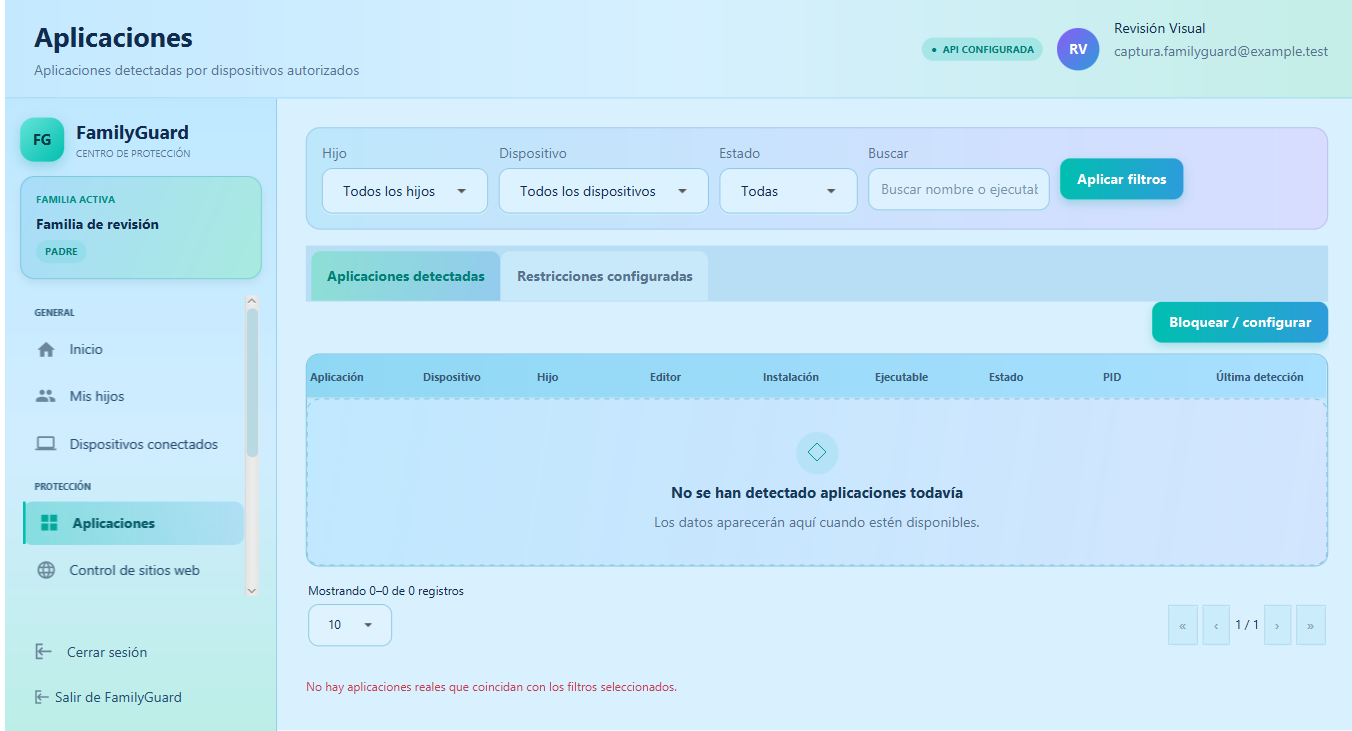 Aplicaciones
Aplicaciones detectadas por dispositivos autorizados
• API CONFIGURADA
RV
Revisión Visual
captura.familyguard@example.test
FG
FamilyGuard
CENTRO DE PROTECCIÓN
FAMILIA ACTIVA
Familia de revisión
PADRE
GENERAL
Inicio
Mis hijos
Dispositivos conectados
PROTECCIÓN
Aplicaciones
Control de sitios web
Cerrar sesión
Salir de FamilyGuard
Hijo Dispositivo Estado Buscar
Todos los hijos Todos los dispositivos Todas Buscar nombre o ejecutab Aplicar filtros
Aplicaciones detectadas Restricciones configuradas
Bloquear / configurar
Aplicación Dispositivo Hijo Editor Instalación Ejecutable Estado PID Última detección
No se han detectado aplicaciones todavía
Los datos aparecerán aquí cuando estén disponibles.
Mostrando 0–0 de 0 registros
10 « ‹ 1 / 1 › »
No hay aplicaciones reales que coincidan con los filtros seleccionados.